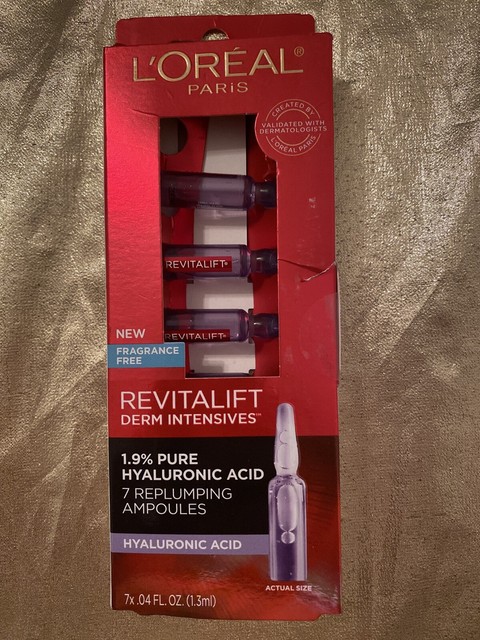 L'ORÉAL®
PARIS
CREATED BY
VALIDATED WITH
DERMATOLOGISTS
L'ORÉAL PARIS
REVITALIFT®
REVITALIFT®
NEW
FRAGRANCE
FREE
REVITALIFT
DERM INTENSIVES™
1.9% PURE
HYALURONIC ACID
7 REPLUMPING
AMPOULES
HYALURONIC ACID
ACTUAL SIZE
7x .04 FL. OZ. (1.3ml)